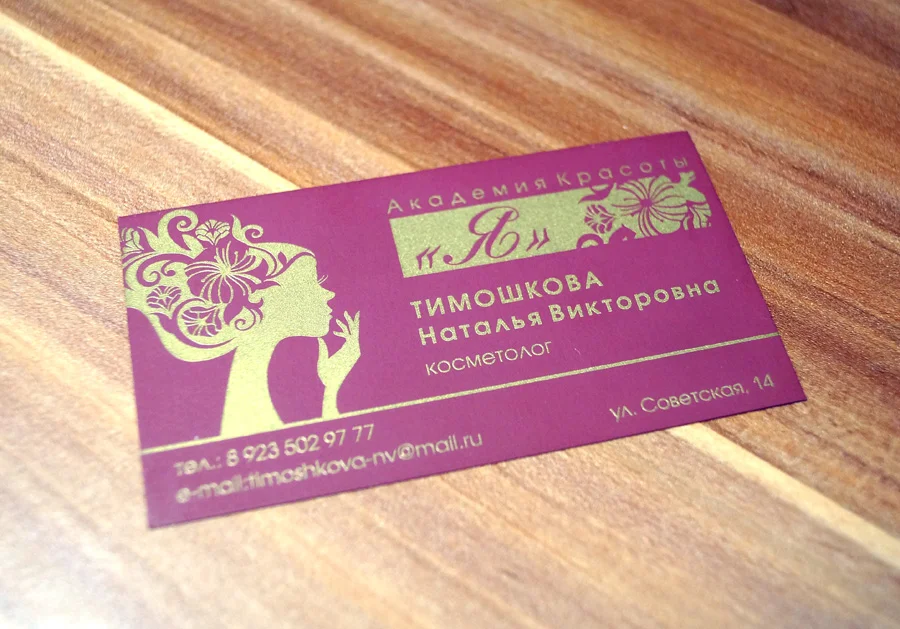 Академия Красоты
«Я»
ТИМОШКОВА
Наталья Викторовна
косметолог
ул. Советская, 14
тел.: 8 923 502 97 77
e-mail:timoshkova-nv@mail.ru